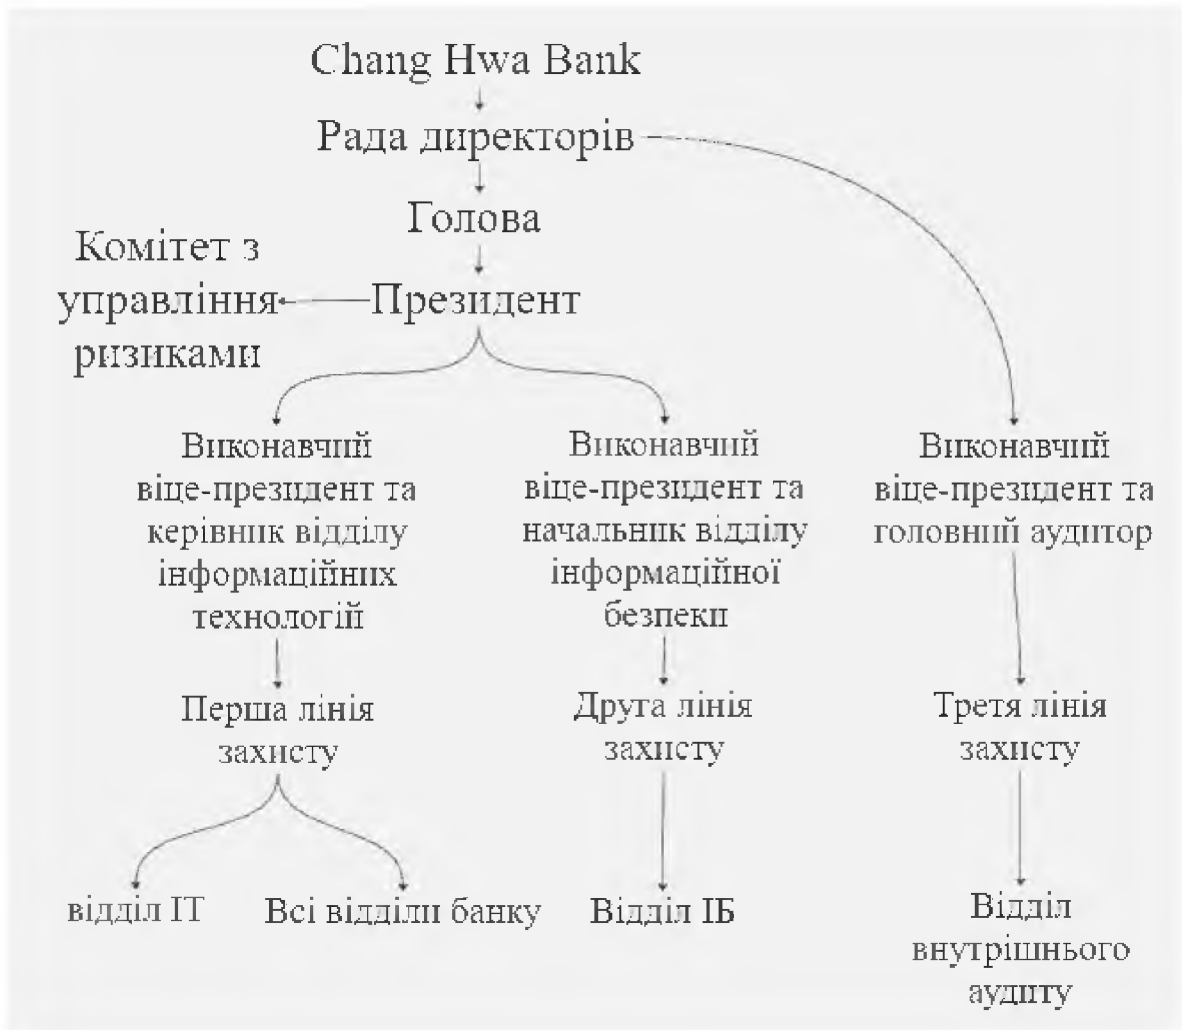 Chang Hwa Bank
Рада директорів
Голова
Комітет з
управління
ризиками
Президент
Виконавчий
віце-президент та
керівник відділу
інформаційних
технологій
Виконавчий
віце-президент та
начальник відділу
інформаційної
безпеки
Виконавчий
віце-президент та
головний аудитор
Перша лінія
захисту
Друга лінія
захисту
Третя лінія
захисту
відділ ІТ
Всі відділи банку
Відділ ІБ
Відділ
внутрішнього
аудиту